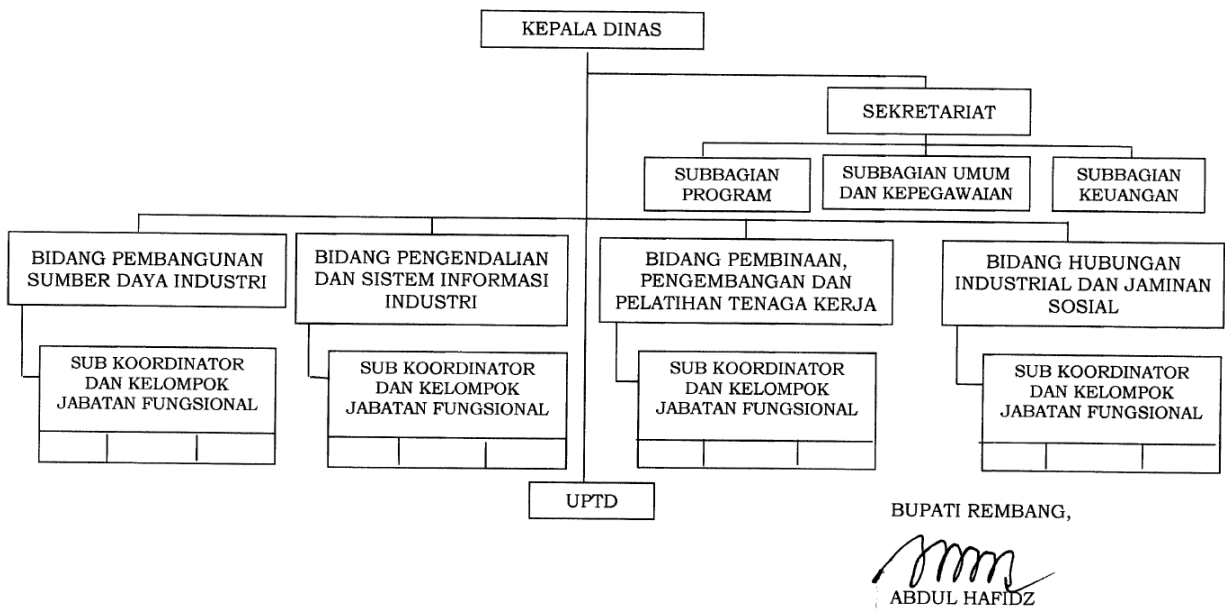 KEPALA DINAS
SEKRETARIAT
SUBBAGIAN
PROGRAM
SUBBAGIAN UMUM
DAN KEPEGAWAIAN
SUBBAGIAN
KEUANGAN
BIDANG PEMBANGUNAN
SUMBER DAYA INDUSTRI
BIDANG PENGENDALIAN
DAN SISTEM INFORMASI
INDUSTRI
BIDANG PEMBINAAN,
PENGEMBANGAN DAN
PELATIHAN TENAGA KERJA
BIDANG HUBUNGAN
INDUSTRIAL DAN JAMINAN
SOSIAL
SUB KOORDINATOR
DAN KELOMPOK
JABATAN FUNGSIONAL
SUB KOORDINATOR
DAN KELOMPOK
JABATAN FUNGSIONAL
SUB KOORDINATOR
DAN KELOMPOK
JABATAN FUNGSIONAL
SUB KOORDINATOR
DAN KELOMPOK
JABATAN FUNGSIONAL
UPTD
BUPATI REMBANG,
ABDUL HAFIDZ